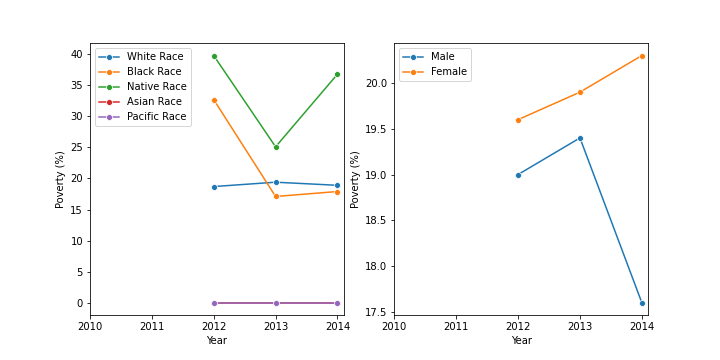 White Race
Black Race
Native Race
Asian Race
Pacific Race
40
35
30
25
20
15
10
5
0
Poverty (%)
2010 2011 2012 2013 2014
Year
Male
Female
20.0
19.5
19.0
18.5
18.0
17.5
Poverty (%)
2010 2011 2012 2013 2014
Year